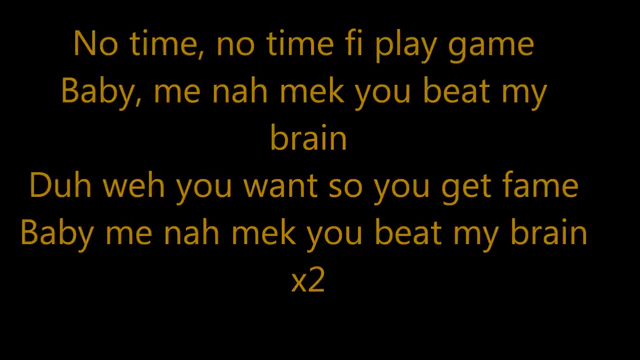 No time, no time fi play game
Baby, me nah mek you beat my
brain
Duh weh you want so you get fame
Baby me nah mek you beat my brain
x2